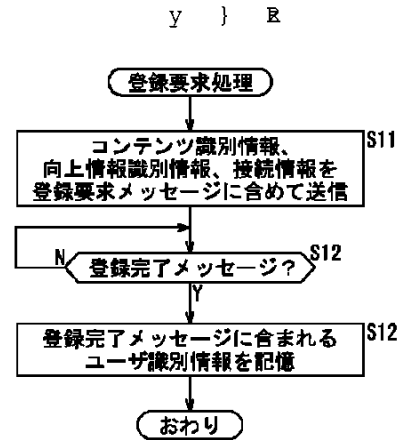 y } R
登録要求処理
コンテンツ識別情報、
向上情報識別情報、接続情報を
登録要求メッセージに含めて送信
S11
登録完了メッセージ?
S12
N
Y
登録完了メッセージに含まれる
ユーザ識別情報を記憶
S12
おわり